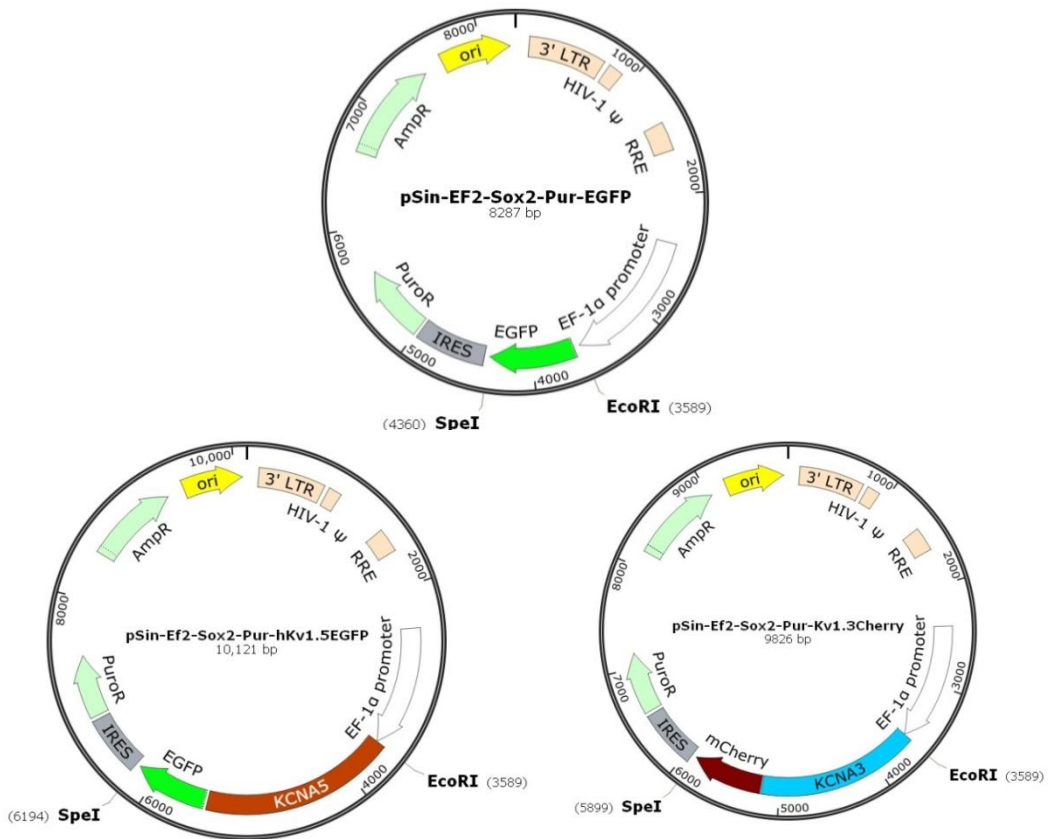 8000
ori
3' LTR
1000
HIV-1 Ψ
7000
AmpR
RRE
2000
pSin-EF2-Sox2-Pur-EGFP
8287 bp
6000
EF-1α promoter
3000
PuroR
EGFP
IRES
5000
4000
EcoRI (3589)
(4360) SpeI
10,000
ori
3' LTR
HIV-1 Ψ
AmpR
RRE
2000
8000
pSin-Ef2-Sox2-Pur-hKv1.5EGFP
10,121 bp
EF-1α promoter
PuroR
IRES
EGFP
KCNA5
4000
EcoRI (3589)
6000
(6194) SpeI
9000
ori
3' LTR
1000
HIV-1 Ψ
AmpR
RRE
2000
8000
pSin-Ef2-Sox2-Pur-Kv1.3Cherry
9826 bp
EF-1α promoter
3000
PuroR
7000
IRES
mCherry
KCNA3
4000
EcoRI (3589)
6000
5000
(5899) SpeI